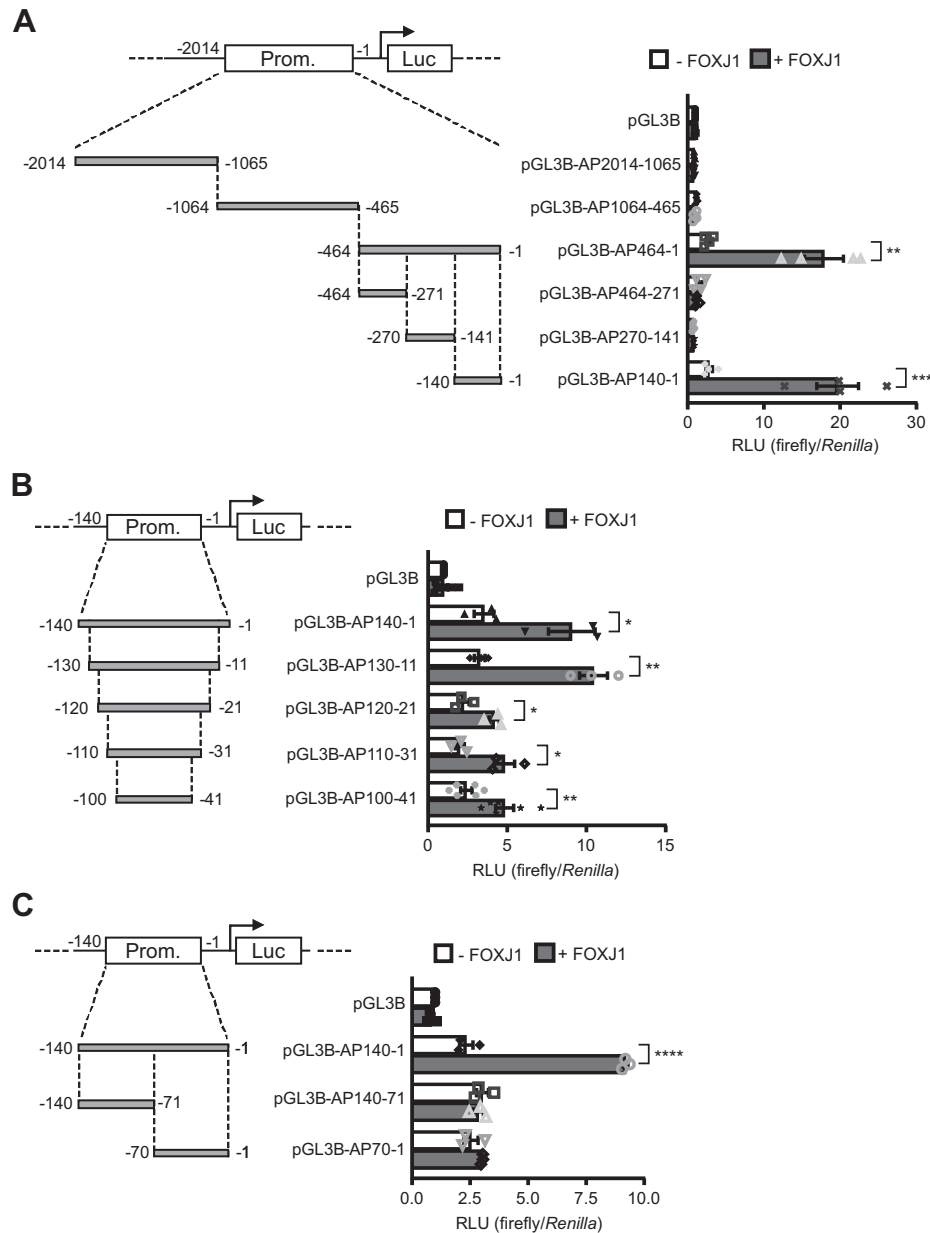 A
-2014
-1
Prom.
Luc
- FOXJ1
+ FOXJ1
pGL3B
-2014
-1065
pGL3B-AP2014-1065
-1064
-465
pGL3B-AP1064-465
-464
-1
pGL3B-AP464-1
**
-464
-271
pGL3B-AP464-271
-270
-141
pGL3B-AP270-141
-140
-1
pGL3B-AP140-1
***
0
10
20
30
RLU (firefly/Renilla)
B
-140
-1
Prom.
Luc
- FOXJ1
+ FOXJ1
pGL3B
-140
-1
pGL3B-AP140-1
*
-130
-11
pGL3B-AP130-11
**
-120
-21
pGL3B-AP120-21
*
-110
-31
pGL3B-AP110-31
*
-100
-41
pGL3B-AP100-41
**
0
5
10
15
RLU (firefly/Renilla)
C
-140
-1
Prom.
Luc
- FOXJ1
+ FOXJ1
pGL3B
-140
-1
pGL3B-AP140-1
****
-140
-71
pGL3B-AP140-71
-70
-1
pGL3B-AP70-1
0.0
2.5
5.0
7.5
10.0
RLU (firefly/Renilla)